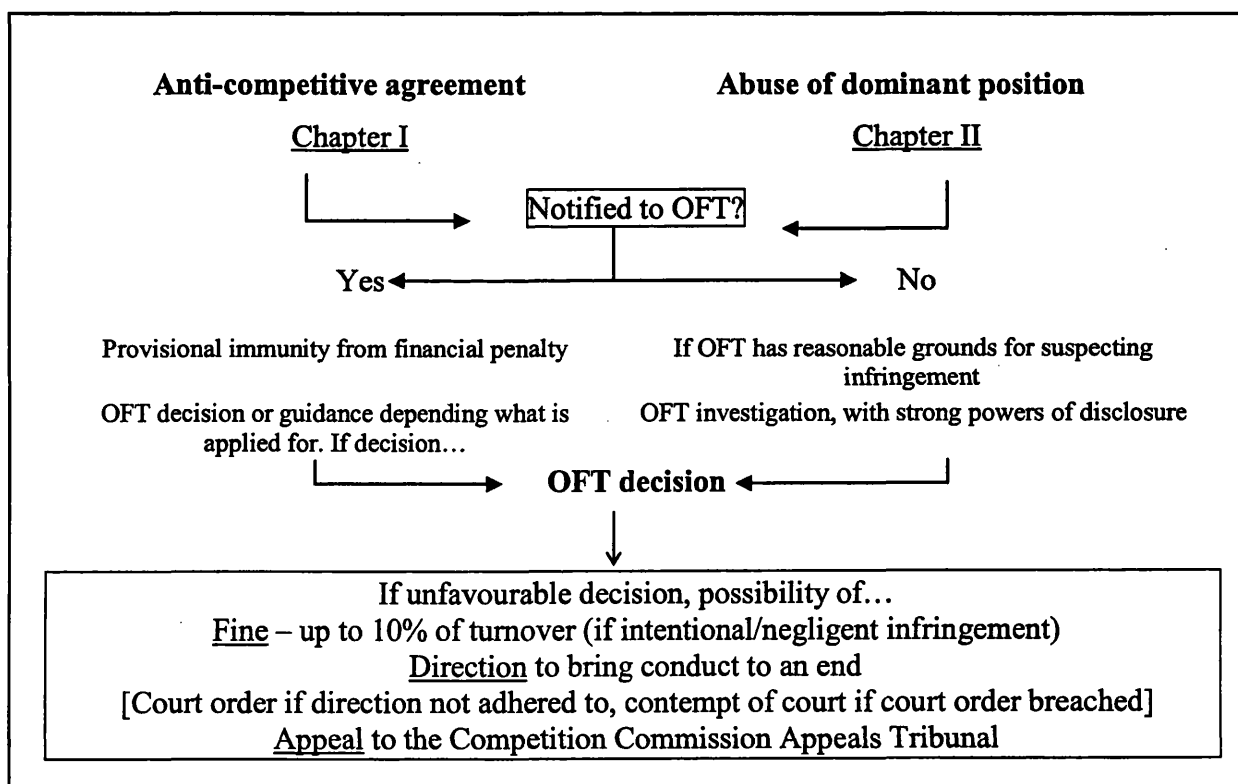 Anti-competitive agreement
Abuse of dominant position
Chapter I
Chapter II
Notified to OFT?
Yes
No
Provisional immunity from financial penalty
If OFT has reasonable grounds for suspecting
infringement
OFT decision or guidance depending what is
applied for. If decision…
OFT investigation, with strong powers of disclosure
OFT decision
If unfavourable decision, possibility of…
Fine – up to 10% of turnover (if intentional/negligent infringement)
Direction to bring conduct to an end
[Court order if direction not adhered to, contempt of court if court order breached]
Appeal to the Competition Commission Appeals Tribunal